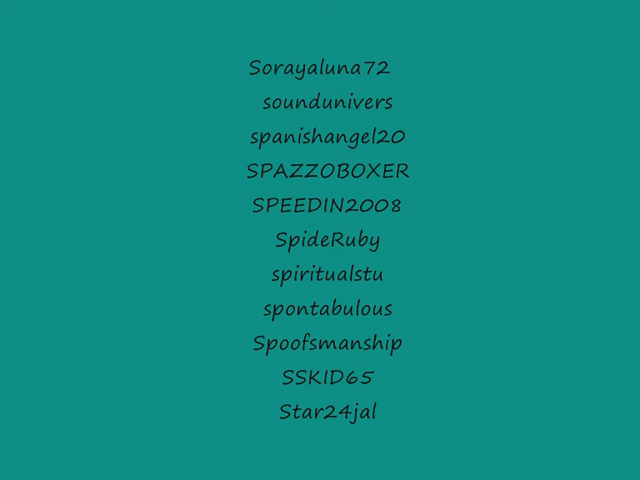 Sorayaluna72
soundunivers
spanishangel20
SPAZZOBOXER
SPEEDIN2008
SpideRuby
spiritualstu
spontabulous
Spoofsmanship
SSKID65
Star24jal